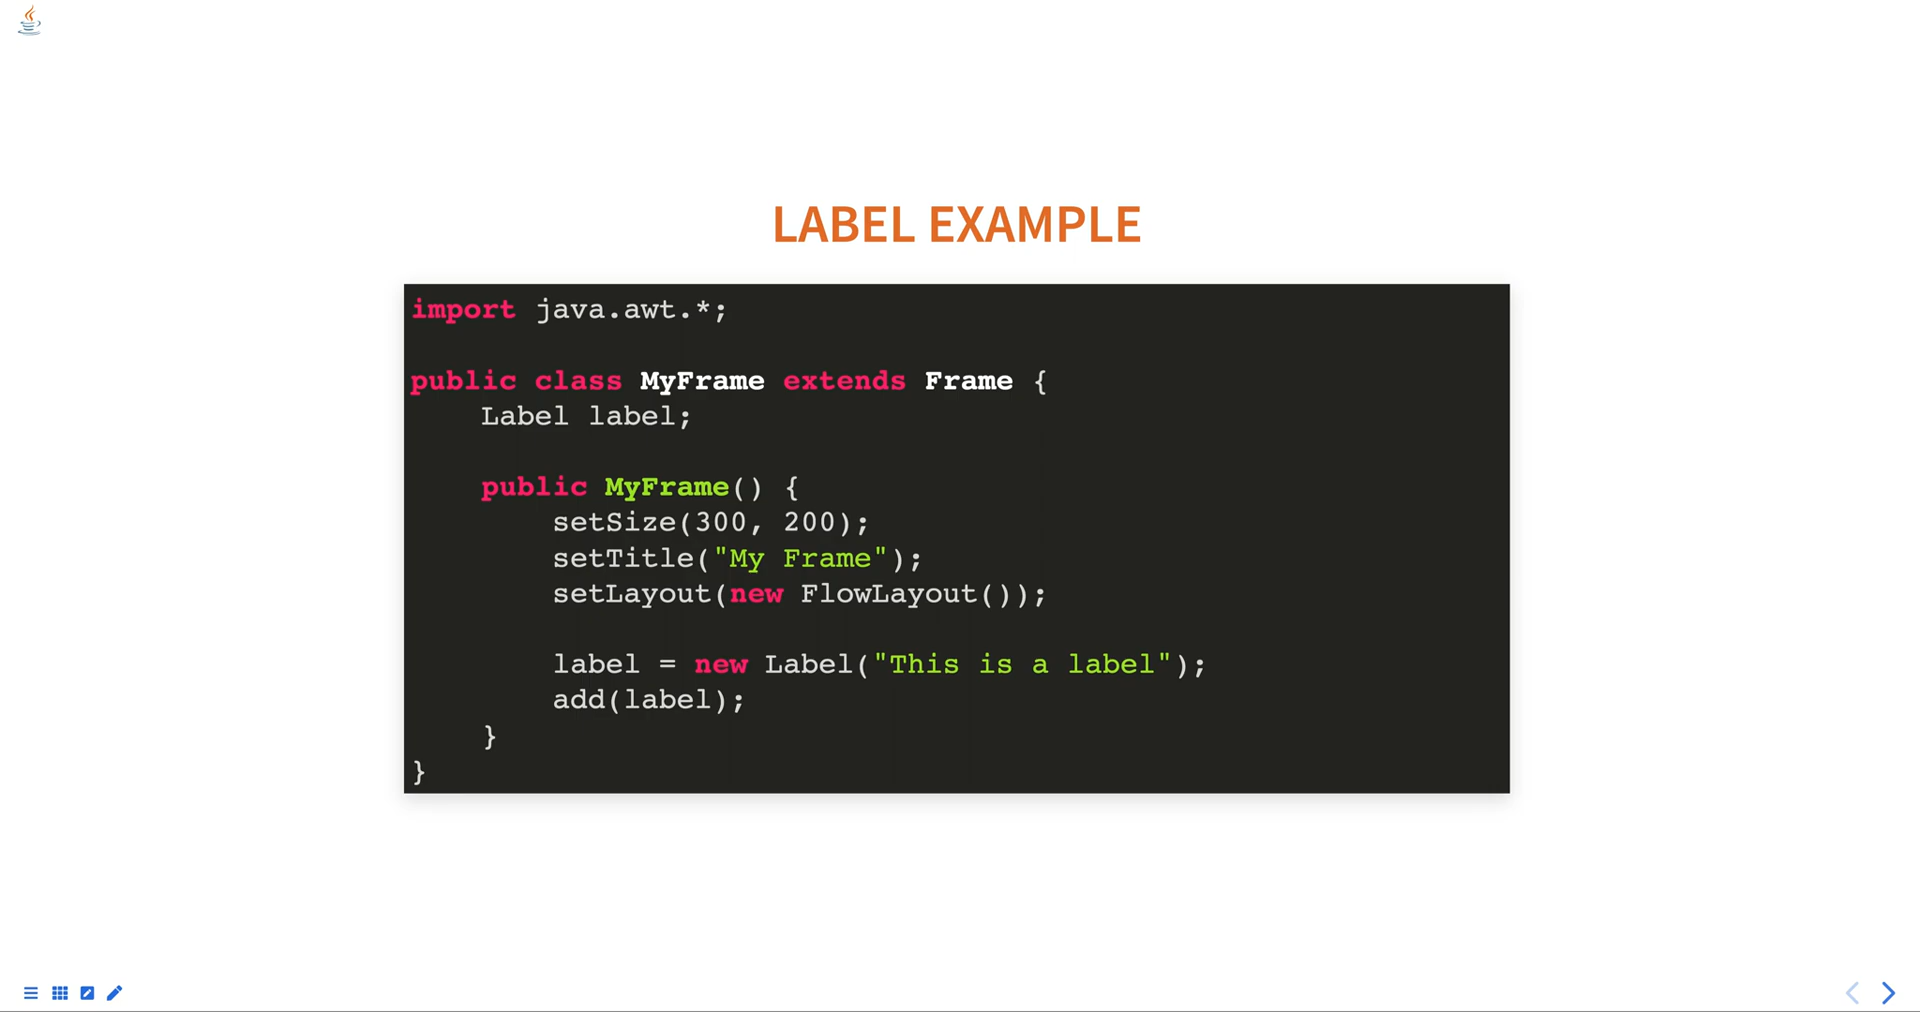 LABEL EXAMPLE
import java.awt.*;
public class MyFrame extends Frame {
    Label label;
    public MyFrame() {
        setSize(300, 200);
        setTitle("My Frame");
        setLayout(new FlowLayout());
        label = new Label("This is a label");
        add(label);
    }
}